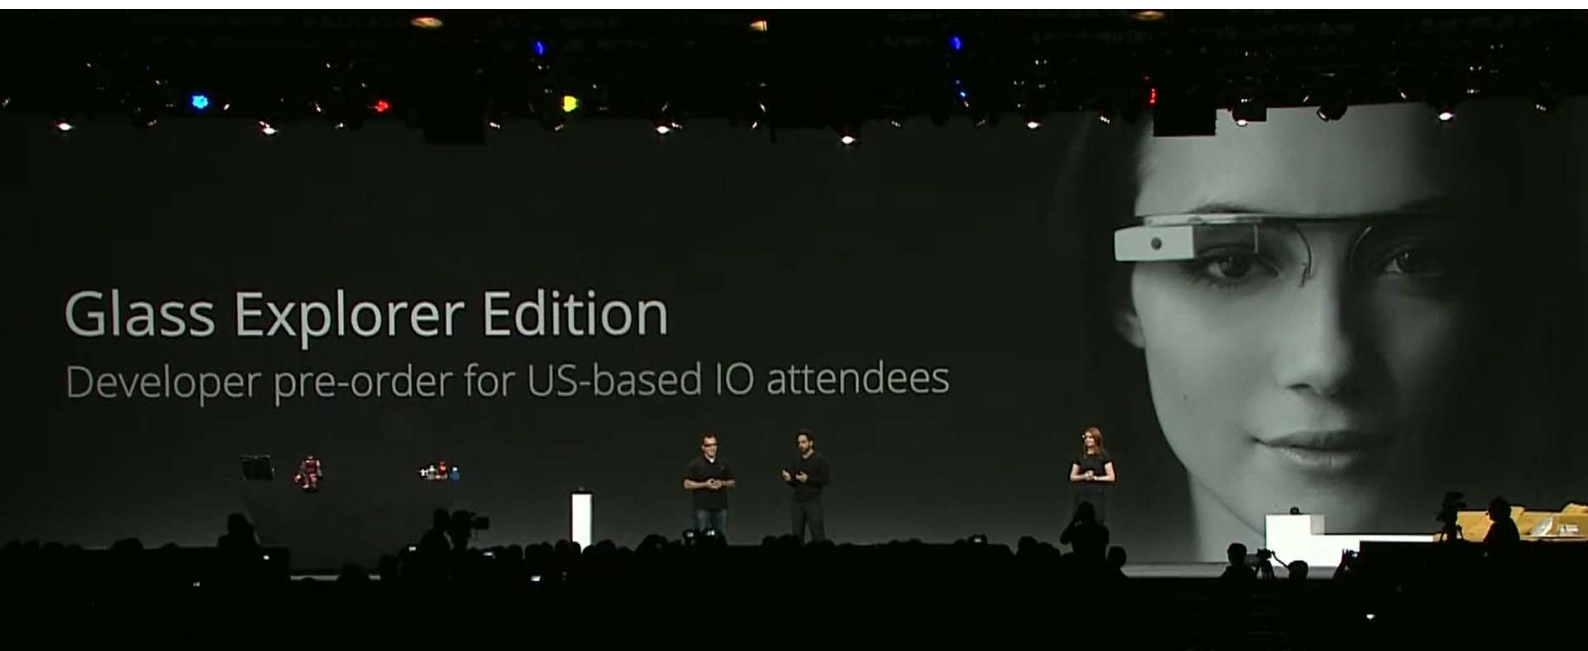 Glass Explorer Edition
Developer pre-order for US-based IO attendees